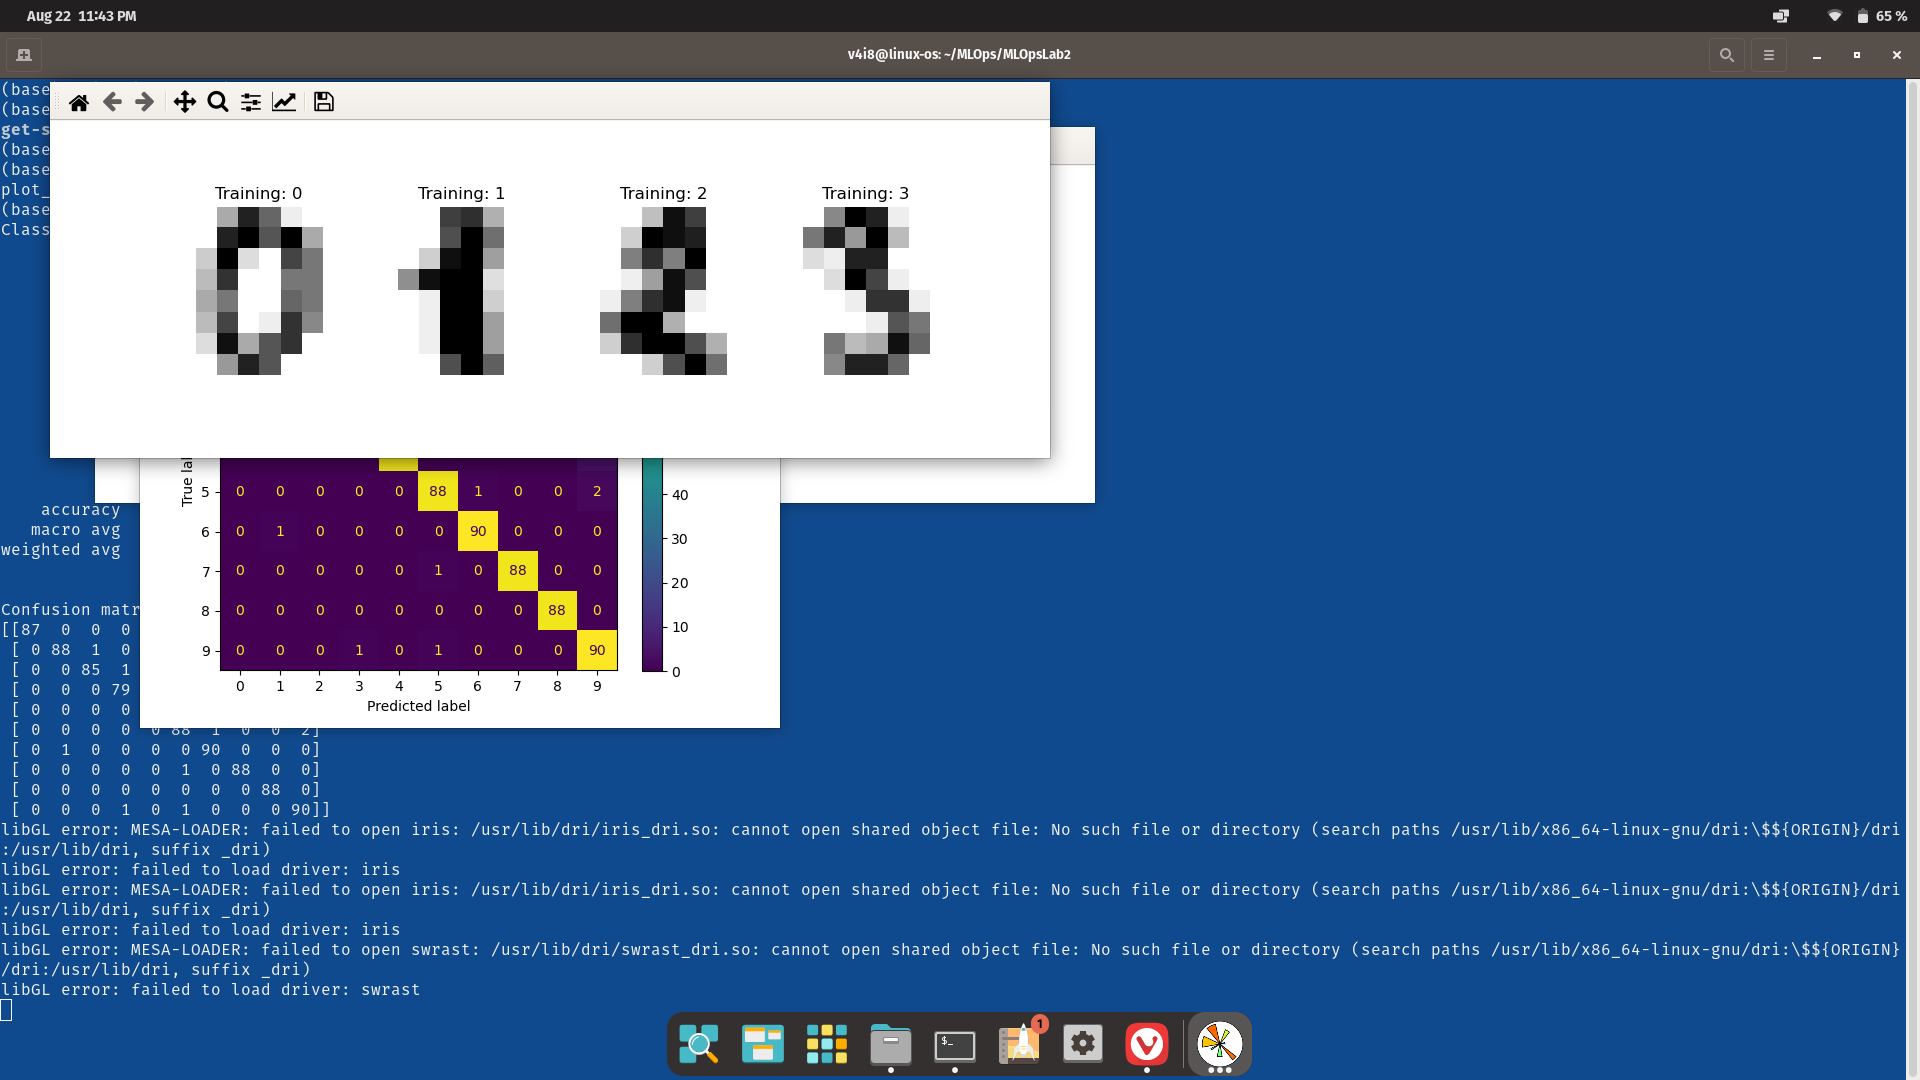 Aug 22 11:43 PM
65 %
v4i8@linux-os: ~/MLOps/MLOpsLab2
(base
(base
get-s
(base
(base
plot_
(base
Class
Training: 0 Training: 1 Training: 2 Training: 3
True la
5 0 0 0 0 0 88 1 0 0 2
6 0 1 0 0 0 0 90 0 0 0
7 0 0 0 0 0 1 0 88 0 0
8 0 0 0 0 0 0 0 0 88 0
9 0 0 0 1 0 1 0 0 0 90
0 1 2 3 4 5 6 7 8 9
Predicted label
40
30
20
10
0
accuracy
macro avg
weighted avg
Confusion matr
[[87 0 0 0
[ 0 88 1 0
[ 0 0 85 1
[ 0 0 0 79
[ 0 0 0 0
[ 0 0 0 0 0 88 1 0 0 2]
[ 0 1 0 0 0 0 90 0 0 0]
[ 0 0 0 0 0 1 0 88 0 0]
[ 0 0 0 0 0 0 0 0 88 0]
[ 0 0 0 1 0 1 0 0 0 90]]
libGL error: MESA-LOADER: failed to open iris: /usr/lib/dri/iris_dri.so: cannot open shared object file: No such file or directory (search paths /usr/lib/x86_64-linux-gnu/dri:\$${ORIGIN}/dri
:/usr/lib/dri, suffix _dri)
libGL error: failed to load driver: iris
libGL error: MESA-LOADER: failed to open iris: /usr/lib/dri/iris_dri.so: cannot open shared object file: No such file or directory (search paths /usr/lib/x86_64-linux-gnu/dri:\$${ORIGIN}/dri
:/usr/lib/dri, suffix _dri)
libGL error: failed to load driver: iris
libGL error: MESA-LOADER: failed to open swrast: /usr/lib/dri/swrast_dri.so: cannot open shared object file: No such file or directory (search paths /usr/lib/x86_64-linux-gnu/dri:\$${ORIGIN}
/dri:/usr/lib/dri, suffix _dri)
libGL error: failed to load driver: swrast
$_
1